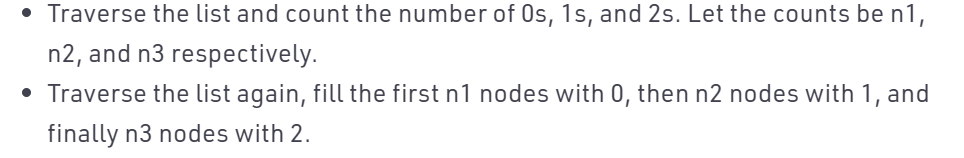 • Traverse the list and count the number of 0s, 1s, and 2s. Let the counts be n1,
n2, and n3 respectively.
• Traverse the list again, fill the first n1 nodes with 0, then n2 nodes with 1, and
finally n3 nodes with 2.